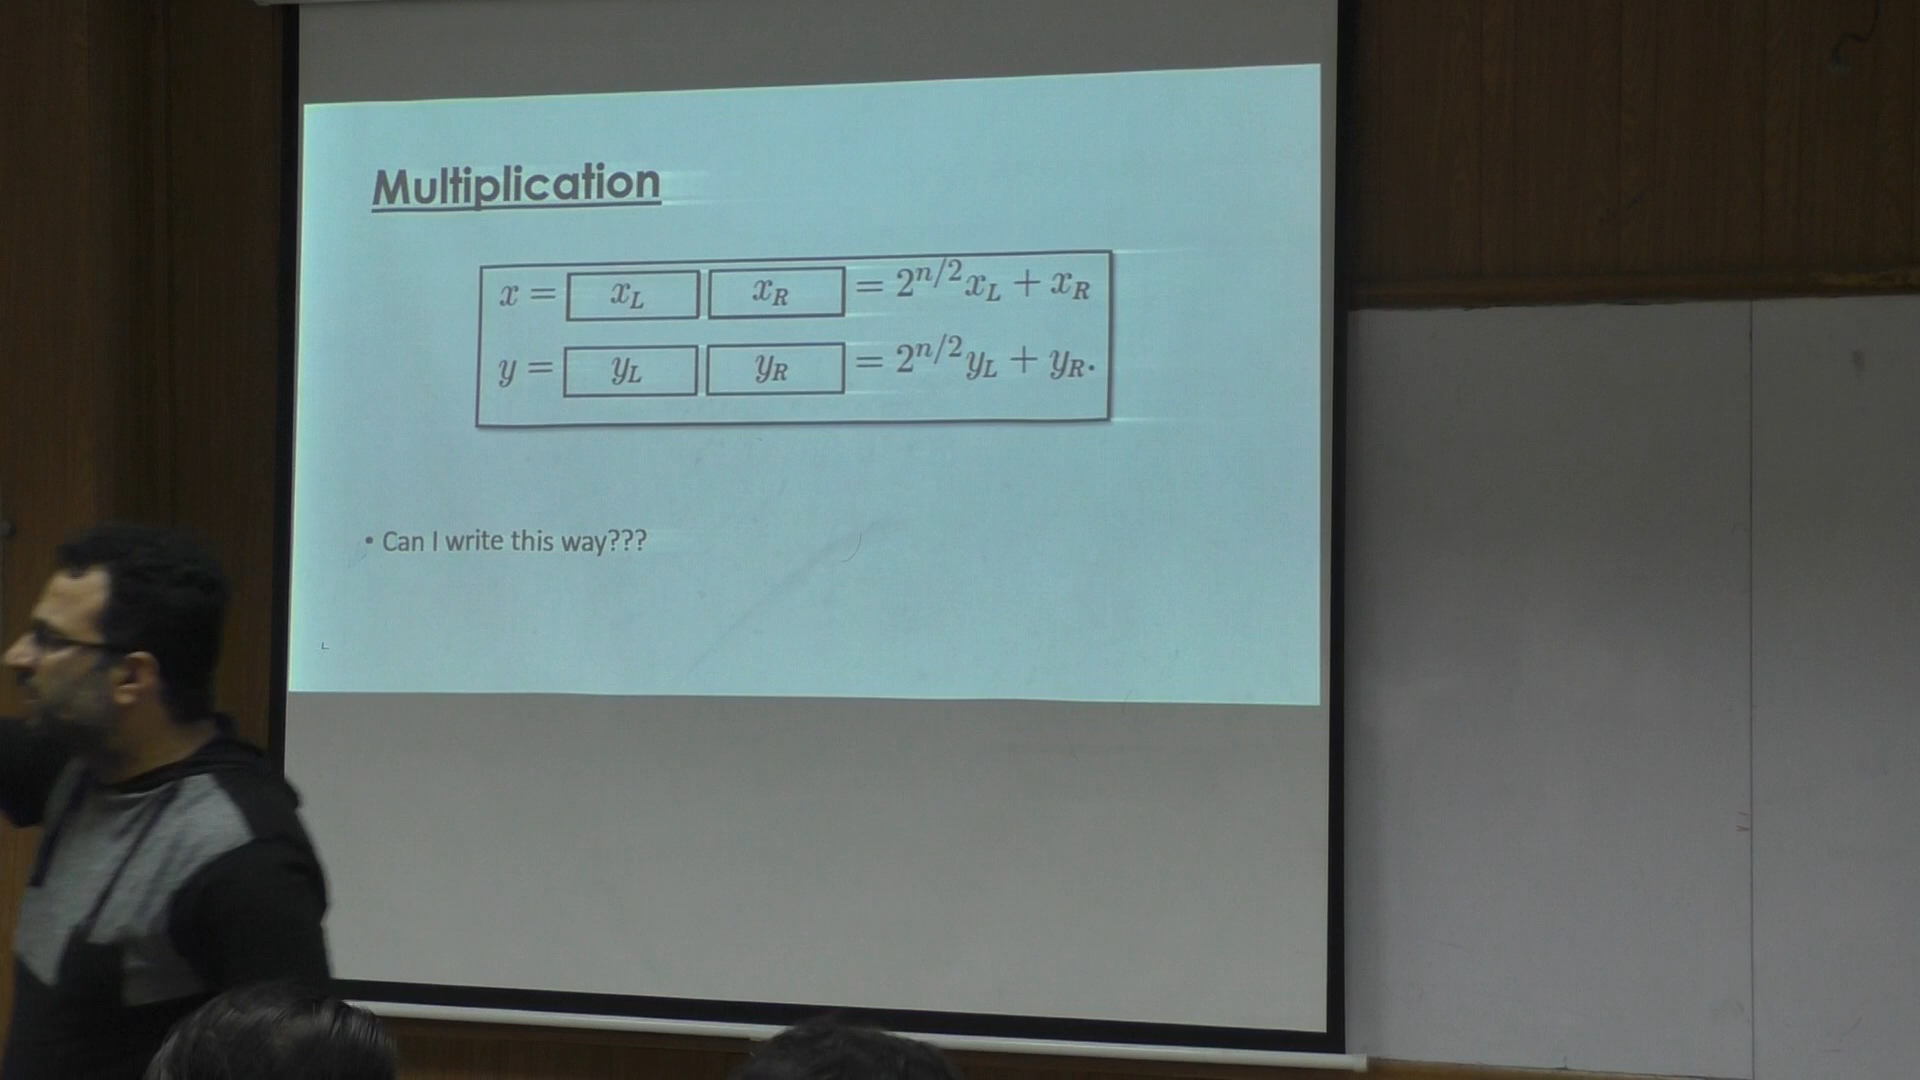 Multiplication
x = x_L x_R = 2^{n/2} x_L + x_R
y = y_L y_R = 2^{n/2} y_L + y_R.
• Can I write this way???